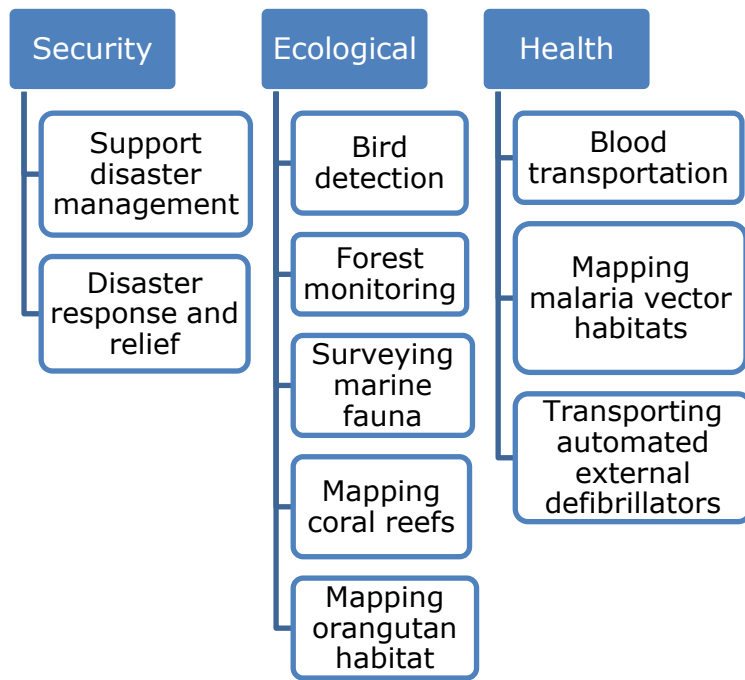 Security
Support
disaster
management
Disaster
response and
relief
Ecological
Bird
detection
Forest
monitoring
Surveying
marine
fauna
Mapping
coral reefs
Mapping
orangutan
habitat
Health
Blood
transportation
Mapping
malaria vector
habitats
Transporting
automated
external
defibrillators